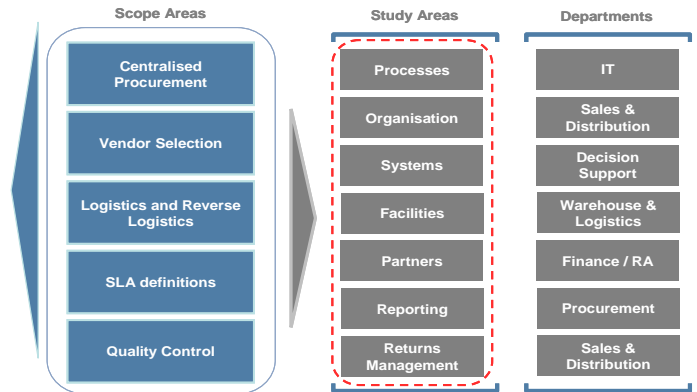 Scope Areas
Centralised
Procurement
Vendor Selection
Logistics and Reverse
Logistics
SLA definitions
Quality Control
Study Areas
Processes
Organisation
Systems
Facilities
Partners
Reporting
Returns
Management
Departments
IT
Sales &
Distribution
Decision
Support
Warehouse &
Logistics
Finance / RA
Procurement
Sales &
Distribution